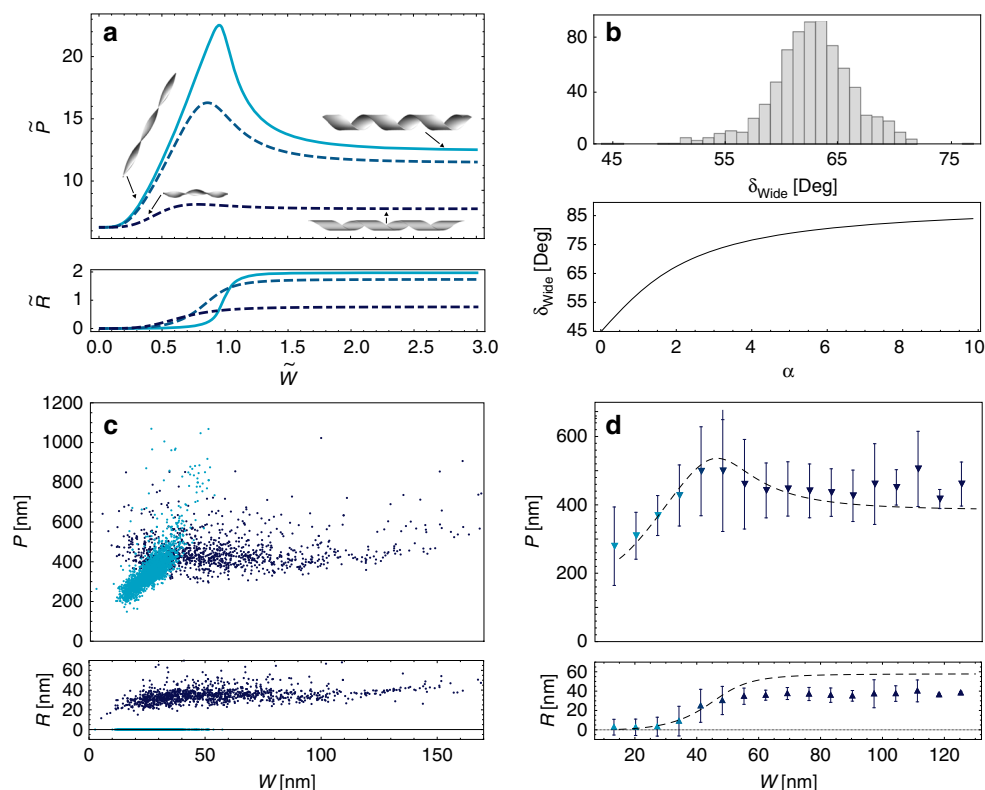 a
P̃
20
15
10
R̃
2
1
0
0.0 0.5 1.0 1.5 2.0 2.5 3.0
W̃
b
80
40
0
45 55 65 75
δWide [Deg]
δWide [Deg]
85
75
65
55
45
0 2 4 6 8 10
α
c
P [nm]
1200
1000
800
600
400
200
0
R [nm]
60
40
20
0
0 50 100 150
W [nm]
d
P [nm]
600
400
200
0
R [nm]
60
40
20
0
20 40 60 80 100 120
W [nm]